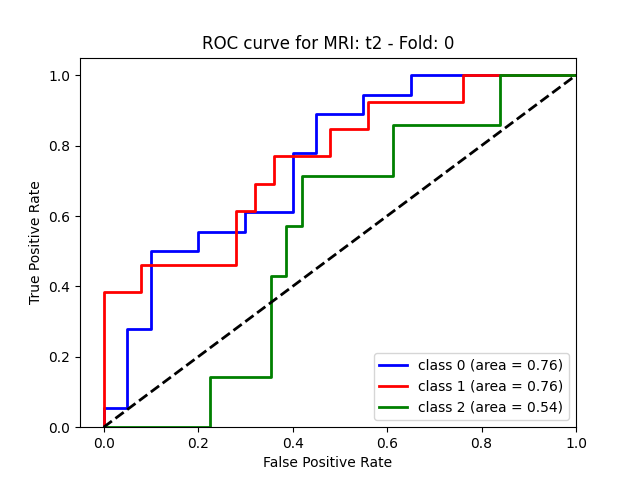 ROC curve for MRI: t2 - Fold: 0
True Positive Rate
1.0
0.8
0.6
0.4
0.2
0.0
class 0 (area = 0.76)
class 1 (area = 0.76)
class 2 (area = 0.54)
0.0 0.2 0.4 0.6 0.8 1.0
False Positive Rate